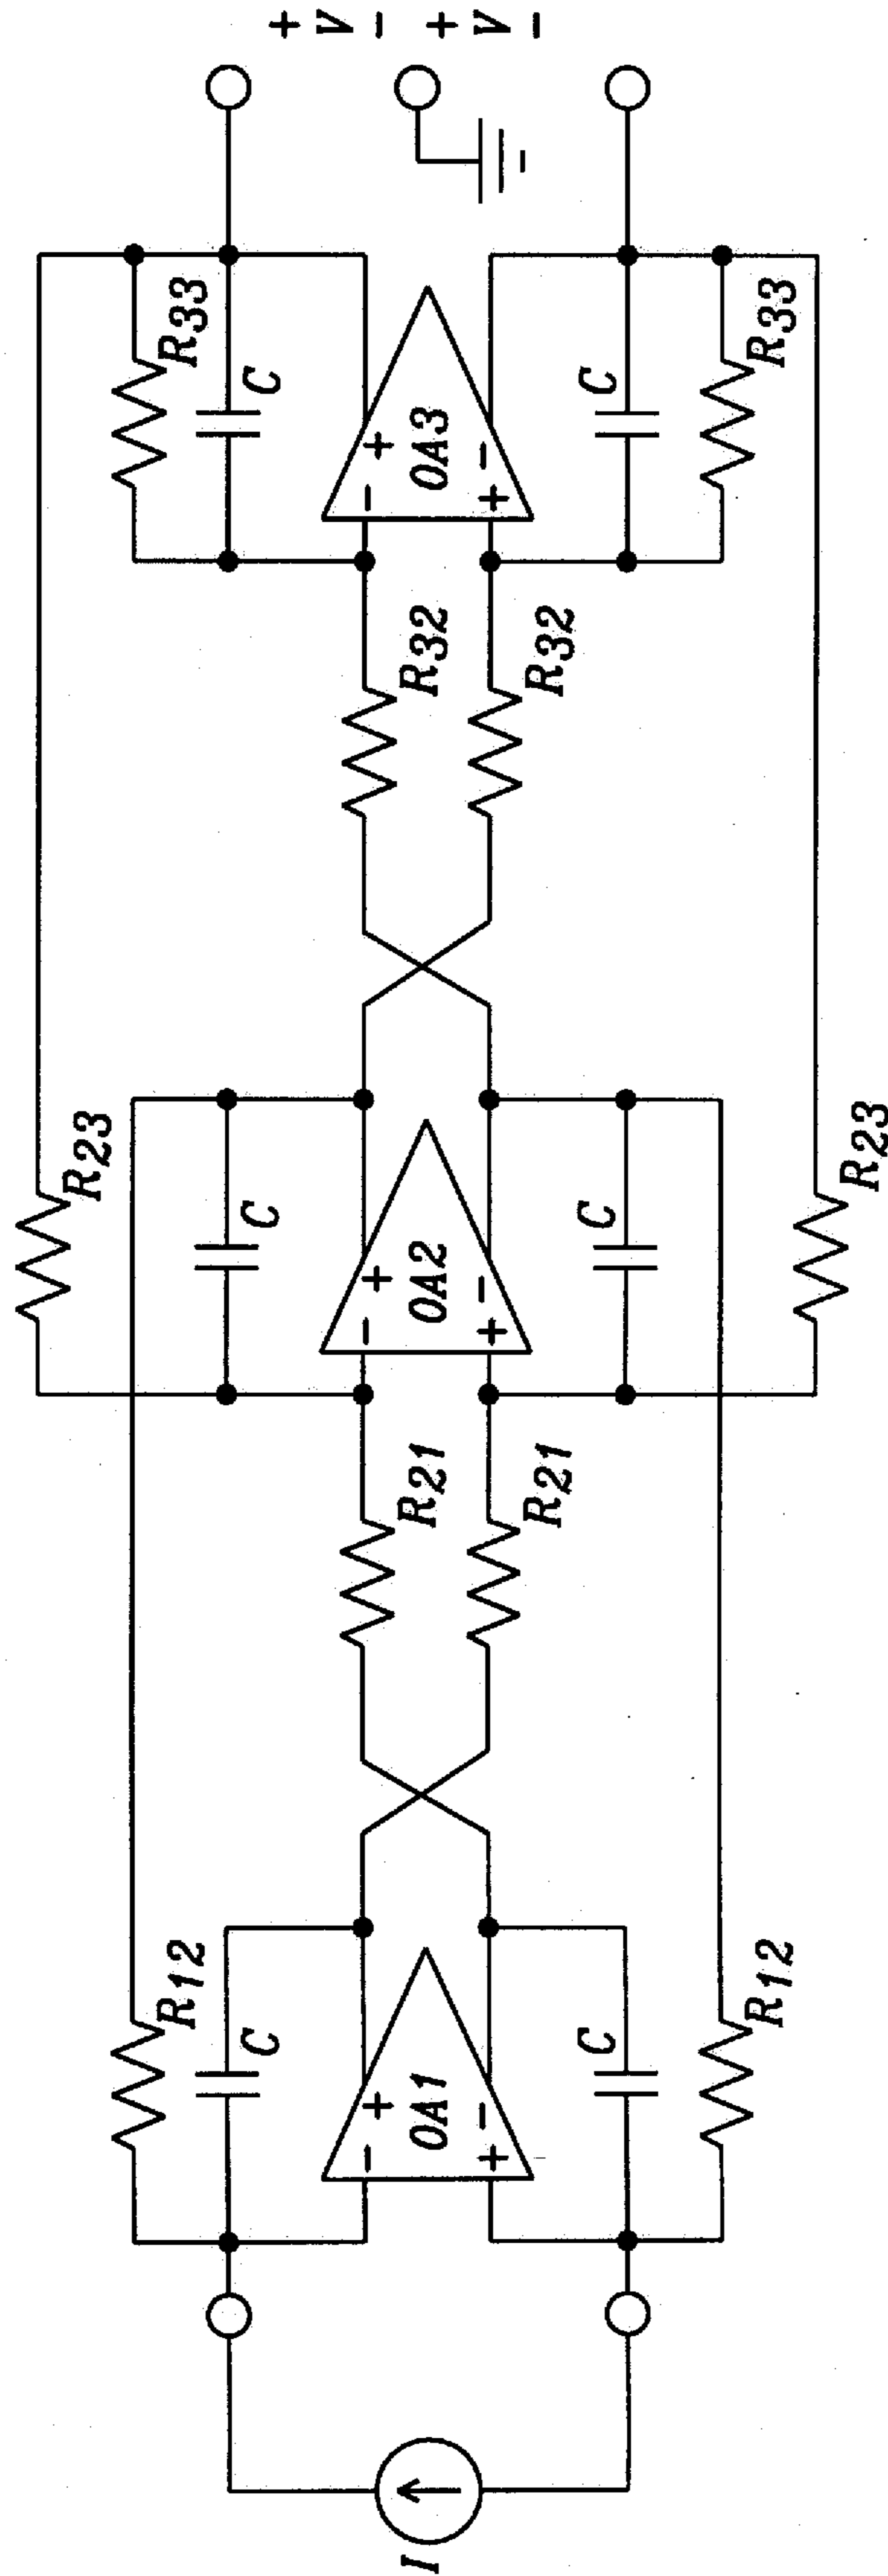 R23
R33
R12
C
C
C
I
- +
OA1
+ -
R21
R21
- +
OA2
+ -
R32
R32
- +
OA3
+ -
+
V
-
+
V
-
C
C
C
R12
R33
R23